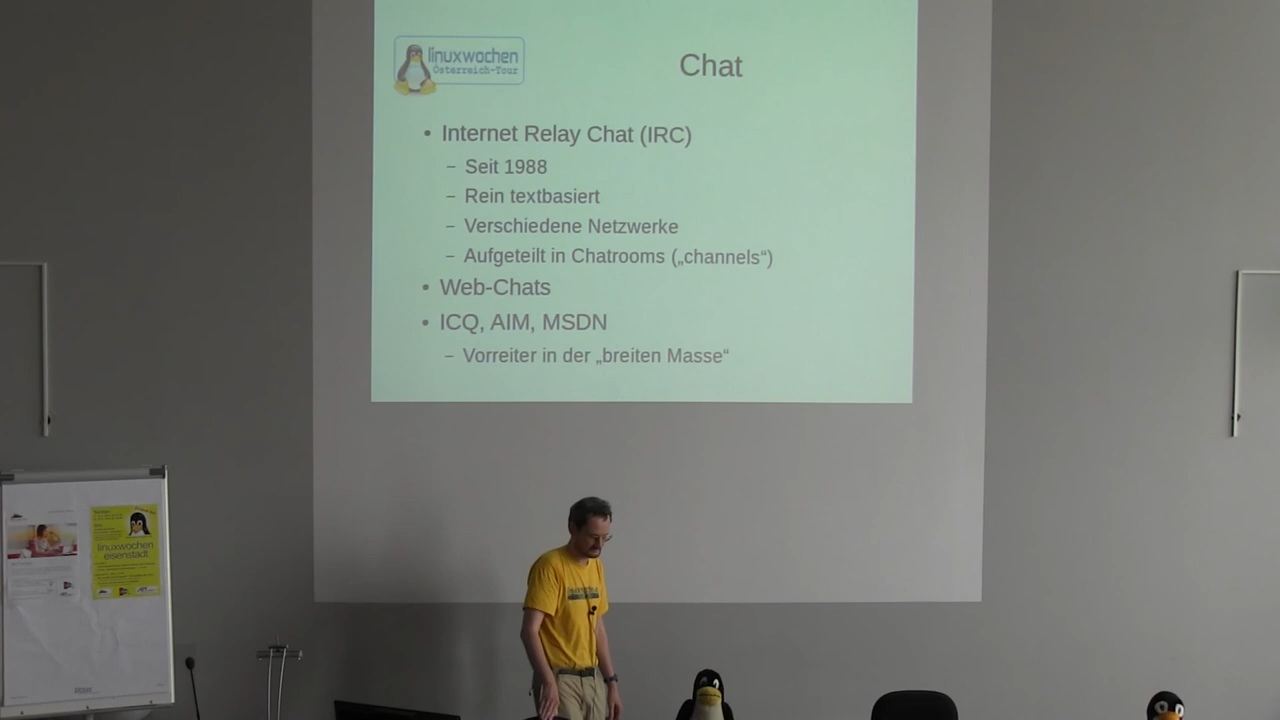 linuxwochen
Österreich-Tour
Chat
• Internet Relay Chat (IRC)
– Seit 1988
– Rein textbasiert
– Verschiedene Netzwerke
– Aufgeteilt in Chatrooms („channels“)
• Web-Chats
• ICQ, AIM, MSDN
– Vorreiter in der „breiten Masse“
linuxwochen
eisenstadt